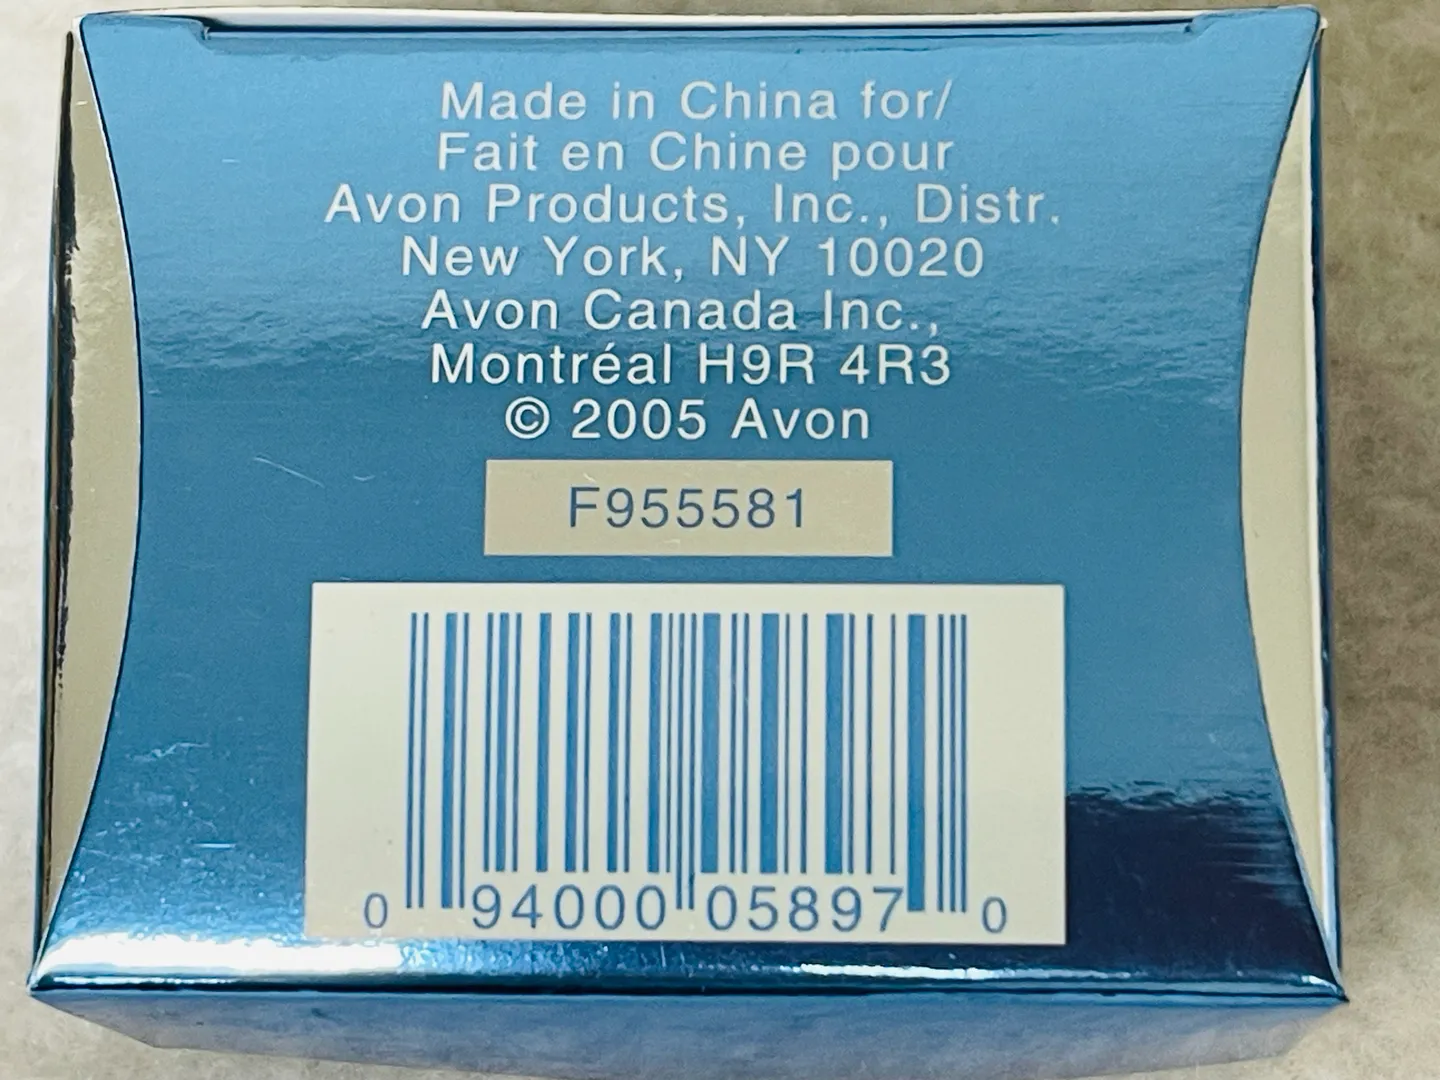 Made in China for/
Fait en Chine pour
Avon Products, Inc., Distr.
New York, NY 10020
Avon Canada Inc.,
Montréal H9R 4R3
© 2005 Avon
F955581
0 94000 05897 0